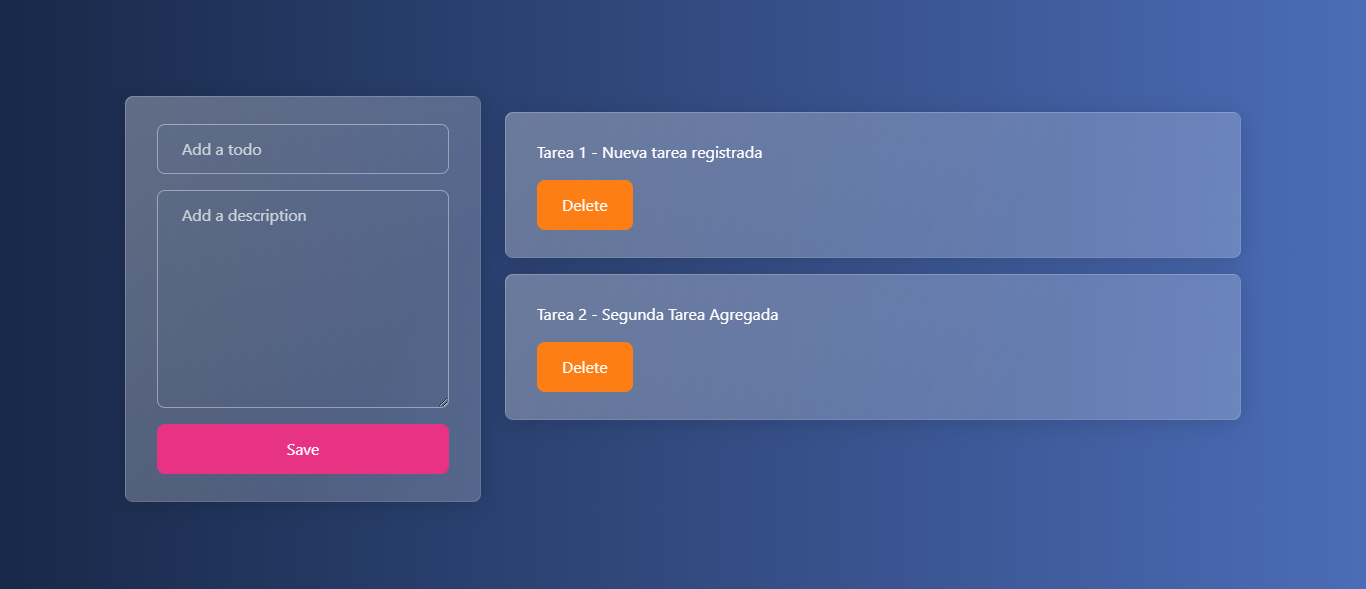 Add a todo
Add a description
Save
Tarea 1 - Nueva tarea registrada
Delete
Tarea 2 - Segunda Tarea Agregada
Delete